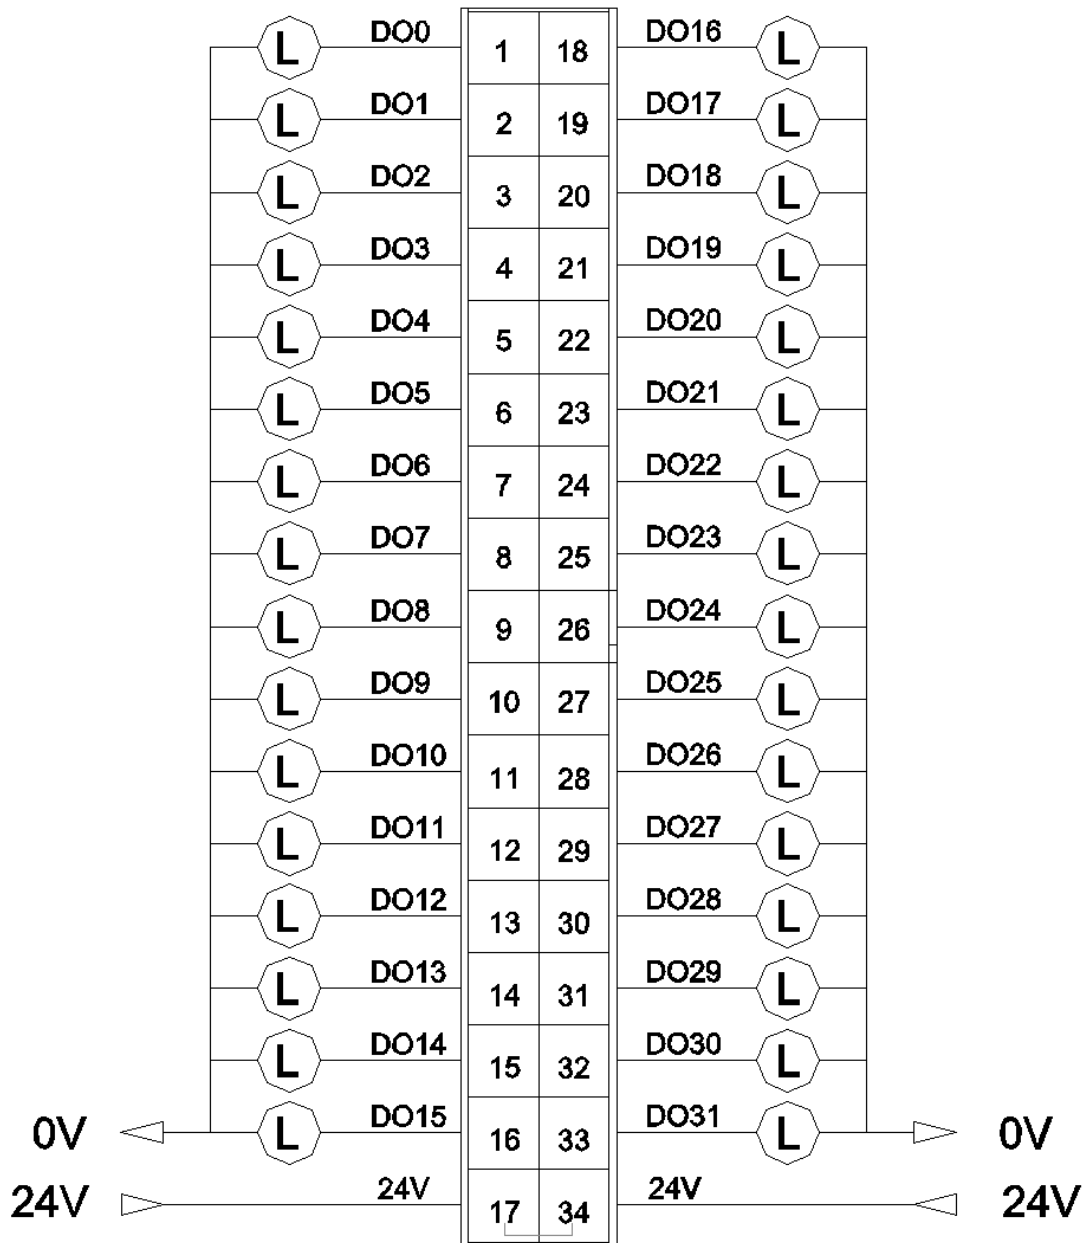 L DO0 1 18 DO16 L
L DO1 2 19 DO17 L
L DO2 3 20 DO18 L
L DO3 4 21 DO19 L
L DO4 5 22 DO20 L
L DO5 6 23 DO21 L
L DO6 7 24 DO22 L
L DO7 8 25 DO23 L
L DO8 9 26 DO24 L
L DO9 10 27 DO25 L
L DO10 11 28 DO26 L
L DO11 12 29 DO27 L
L DO12 13 30 DO28 L
L DO13 14 31 DO29 L
L DO14 15 32 DO30 L
0V L DO15 16 33 DO31 L 0V
24V 24V 17 34 24V 24V